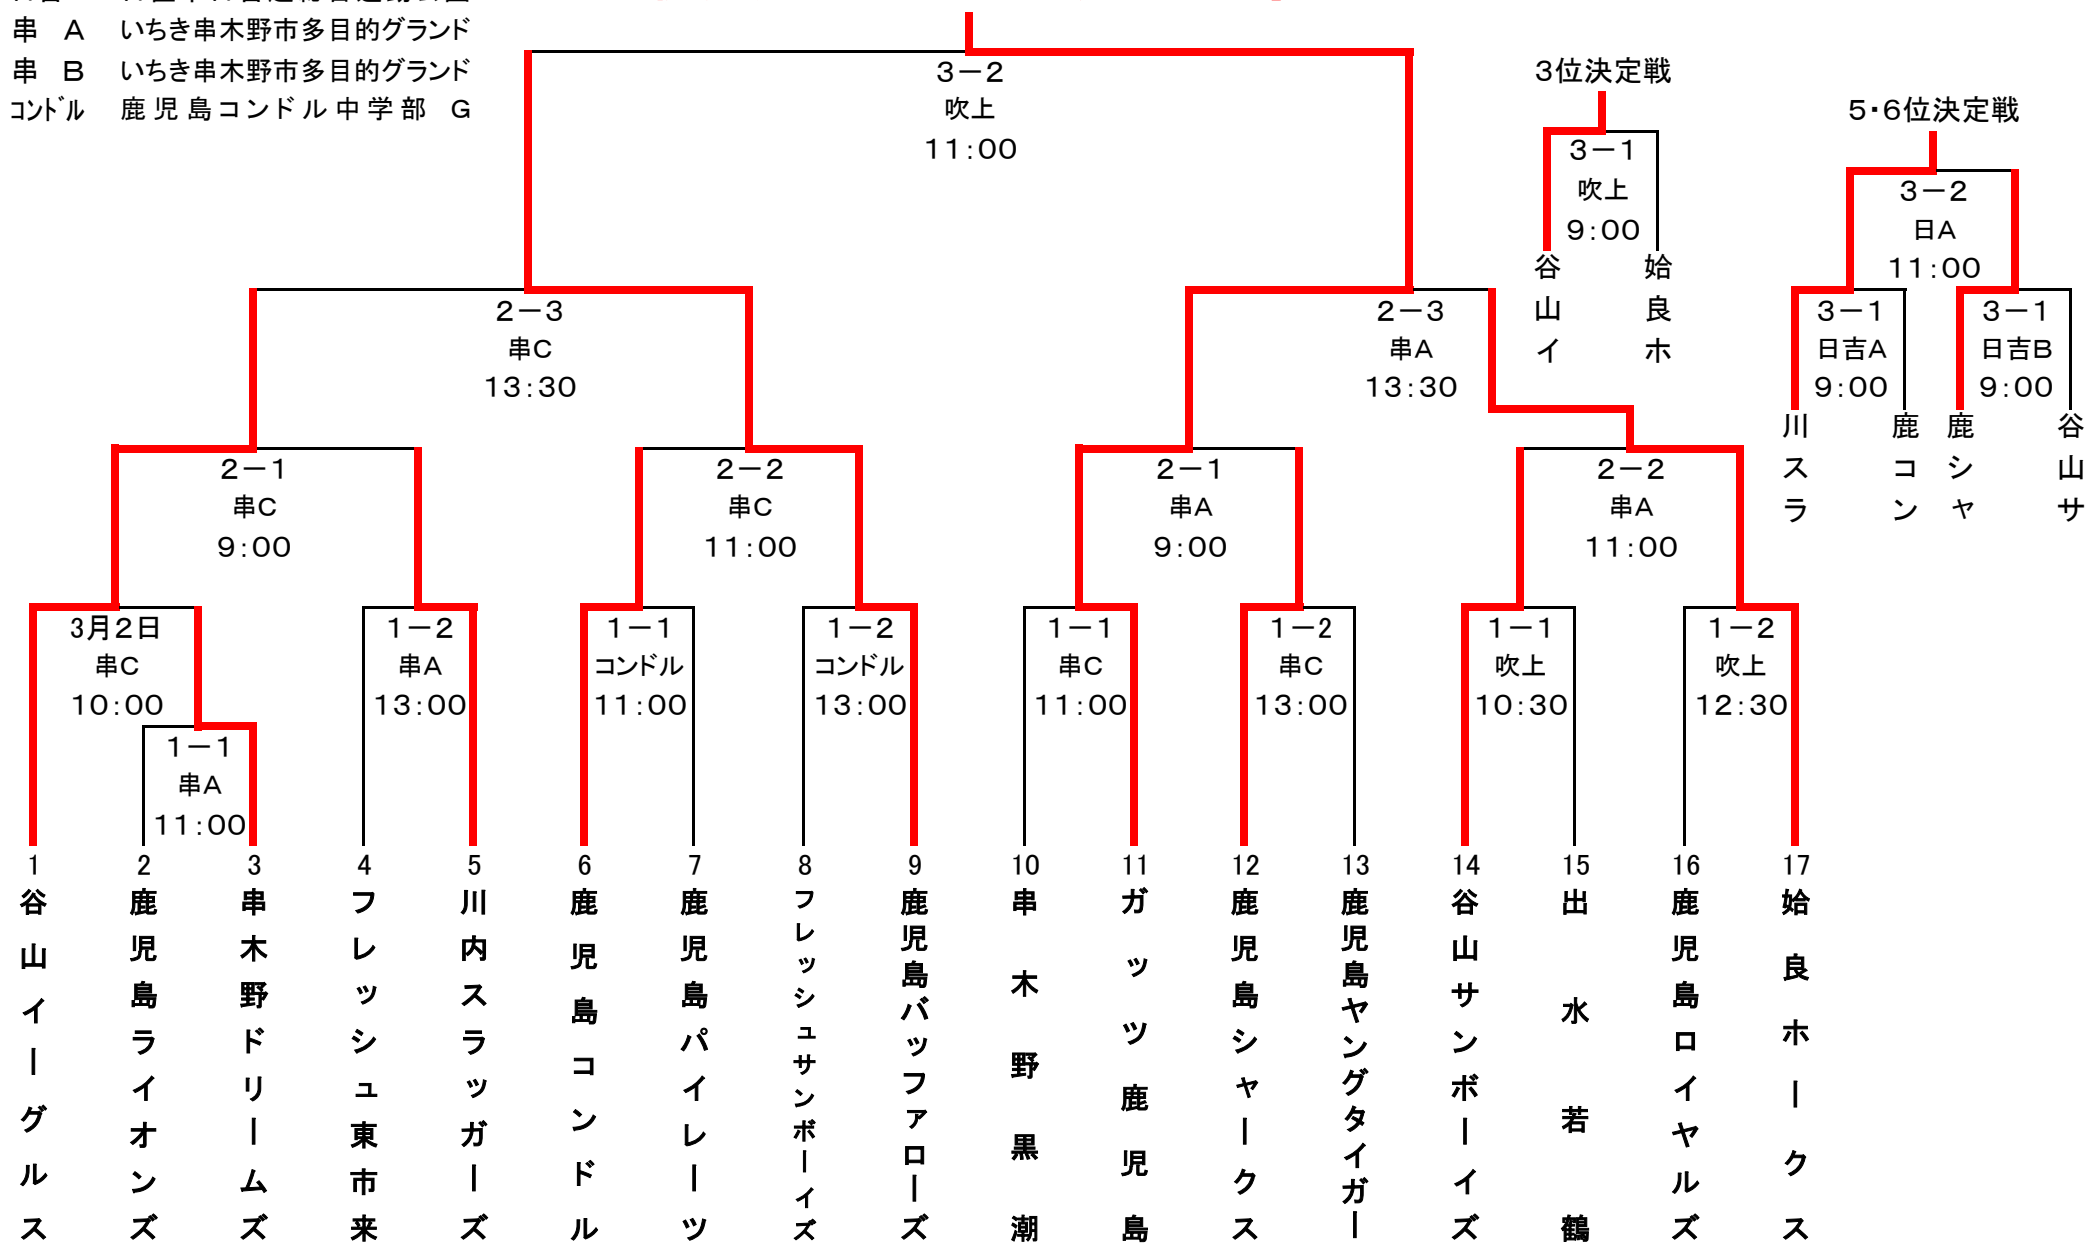 串　A　いちき串木野市多目的グランド
串　B　いちき串木野市多目的グランド
コンドル　鹿児島コンドル中学部　G
3－2
吹上
11:00
3位決定戦
3－1
吹上
9:00
谷山イ
姶良ホ
5・6位決定戦
3－2
日A
11:00
3－1
日吉A
9:00
3－1
日吉B
9:00
川スラ
鹿コン
鹿シャ
谷山サ
2－3
串C
13:30
2－3
串A
13:30
2－1
串C
9:00
2－2
串C
11:00
2－1
串A
9:00
2－2
串A
11:00
3月2日
串C
10:00
1－2
串A
13:00
1－1
コンドル
11:00
1－2
コンドル
13:00
1－1
串C
11:00
1－2
串C
13:00
1－1
吹上
10:30
1－2
吹上
12:30
1－1
串A
11:00
1 谷山イーグルス
2 鹿児島ライオンズ
3 串木野ドリームズ
4 フレッシュ東市来
5 川内スラッガーズ
6 鹿児島コンドル
7 鹿児島パイレーツ
8 フレッシュサンボーイズ
9 鹿児島バッファローズ
10 串木野黒潮
11 ガッツ鹿児島
12 鹿児島シャークス
13 鹿児島ヤングタイガー
14 谷山サンボーイズ
15 出水若鶴
16 鹿児島ロイヤルズ
17 姶良ホークス